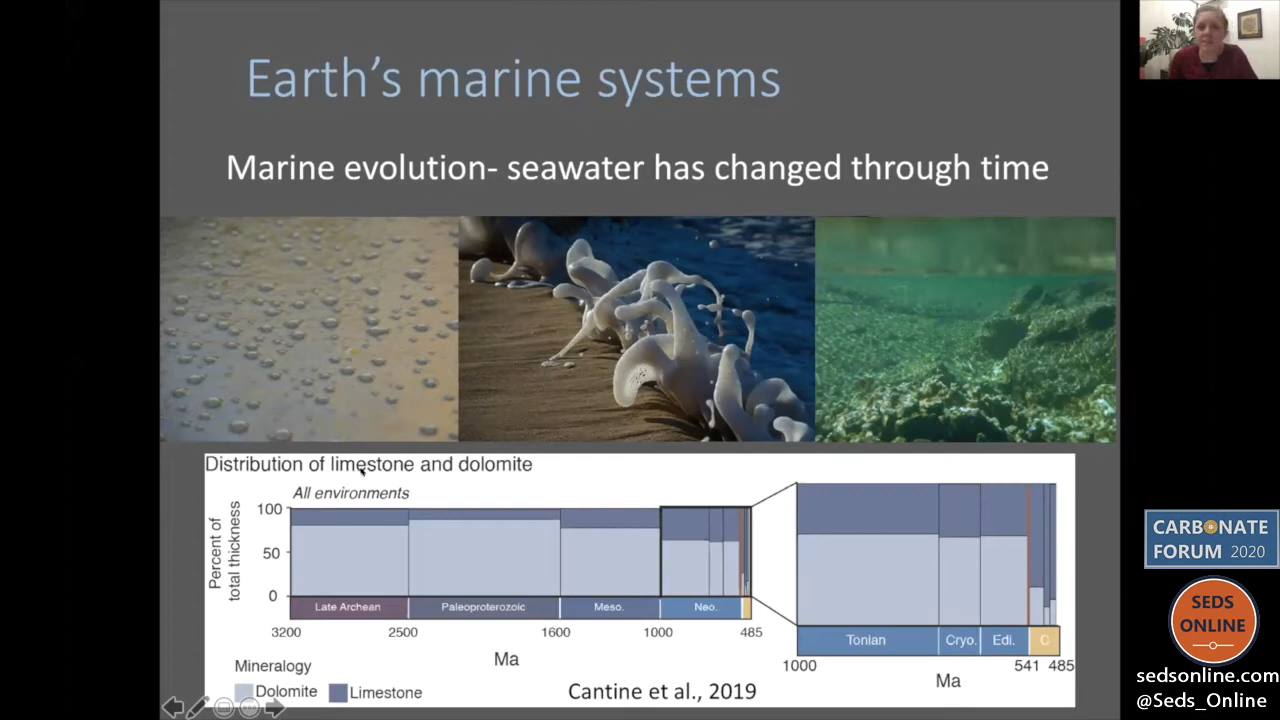 Earth's marine systems
Marine evolution- seawater has changed through time
Distribution of limestone and dolomite
All environments
Percent of
total thickness
100
50
0
Late Archean
Paleoproterozoic
Meso.
Neo.
3200
2500
1600
1000
485
Ma
Tonian
Cryo.
Edi.
C
1000
541
485
Ma
Mineralogy
Dolomite
Limestone
Cantine et al., 2019
CARBONATE
FORUM 2020
SEDS
ONLINE
sedsonline.com
@Seds_Online